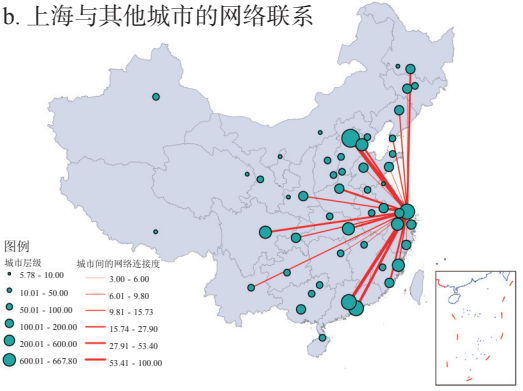 b. 上海与其他城市的网络联系
图例
城市层级
5.78 - 10.00
10.01 - 50.00
50.01 - 100.00
100.01 - 200.00
200.01 - 600.00
600.01 - 667.80
城市间的网络连接度
3.00 - 6.00
6.01 - 9.80
9.81 - 15.73
15.74 - 27.90
27.91 - 53.40
53.41 - 100.00